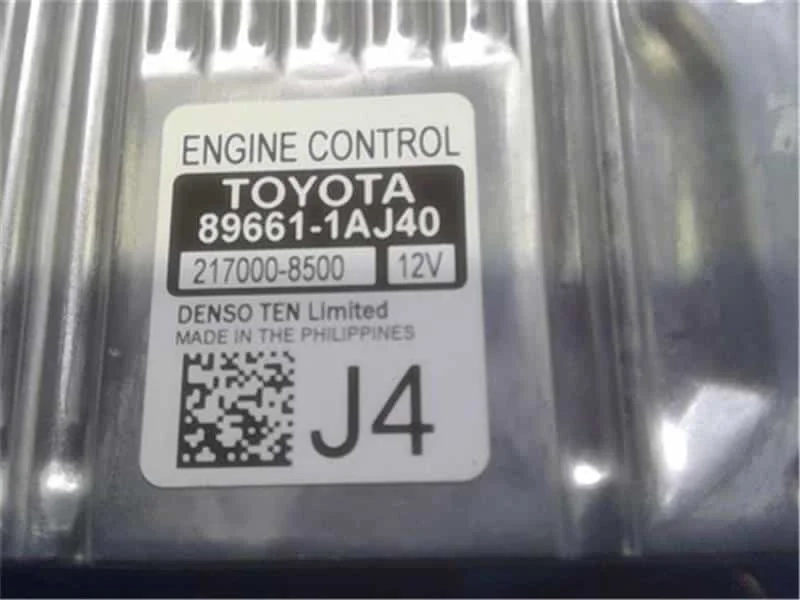 ENGINE CONTROL
TOYOTA
89661-1AJ40
217000-8500 12V
DENSO TEN Limited
MADE IN THE PHILIPPINES
J4